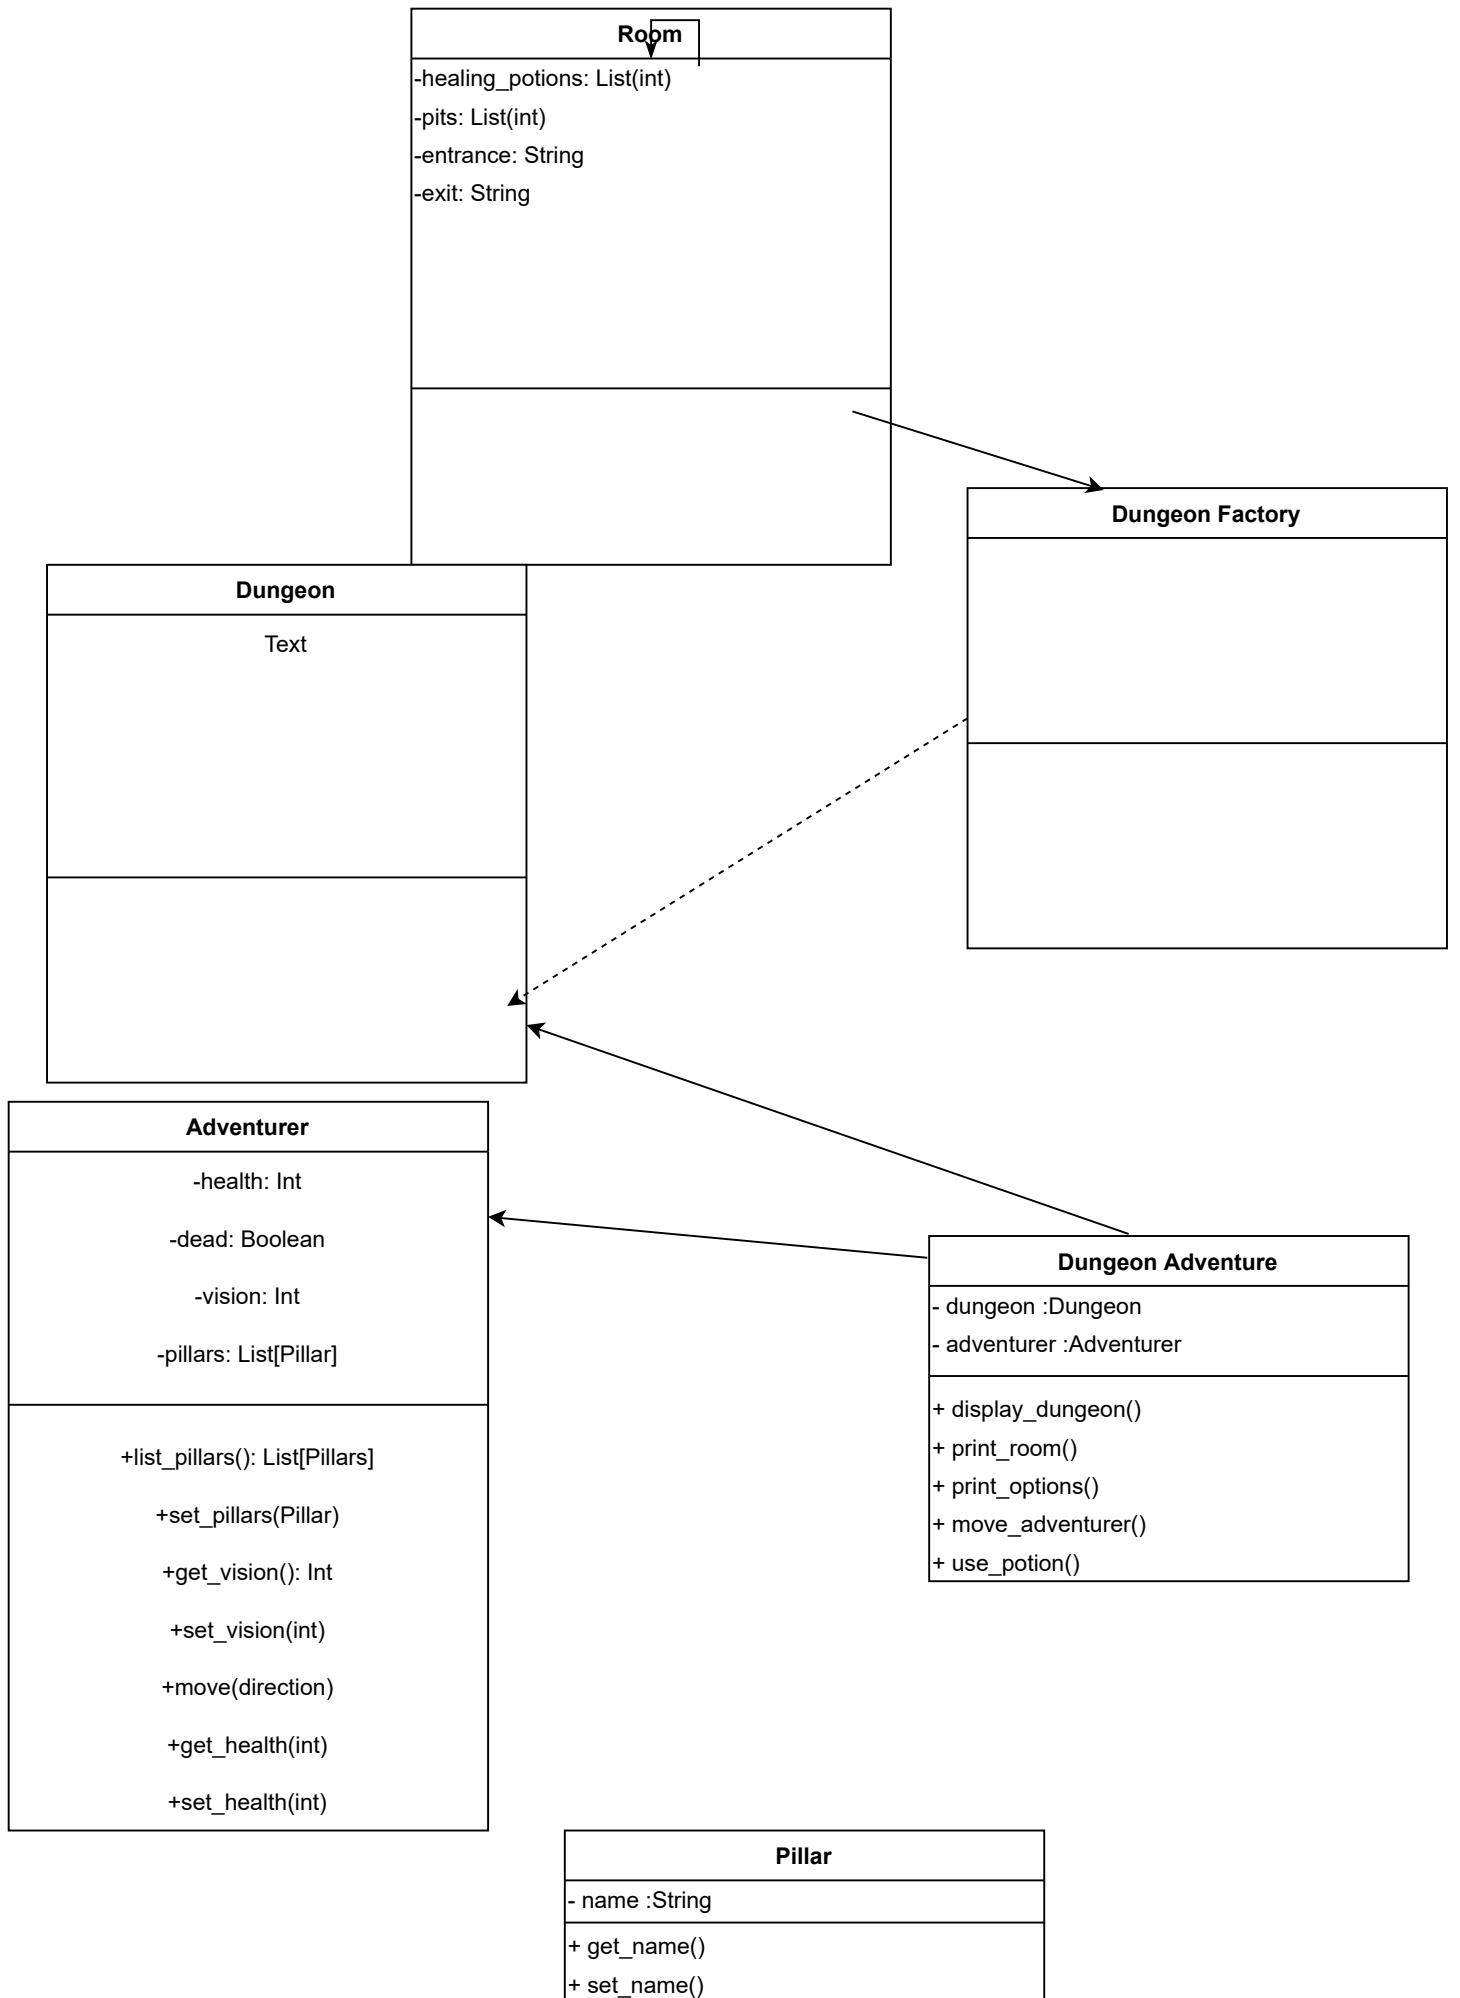 Room
-healing_potions: List(int)
-pits: List(int)
-entrance: String
-exit: String
Dungeon Factory
Dungeon
Text
Adventurer
-health: Int
-dead: Boolean
-vision: Int
-pillars: List[Pillar]
+list_pillars(): List[Pillars]
+set_pillars(Pillar)
+get_vision(): Int
+set_vision(int)
+move(direction)
+get_health(int)
+set_health(int)
Dungeon Adventure
- dungeon :Dungeon
- adventurer :Adventurer
+ display_dungeon()
+ print_room()
+ print_options()
+ move_adventurer()
+ use_potion()
Pillar
- name :String
+ get_name()
+ set_name()